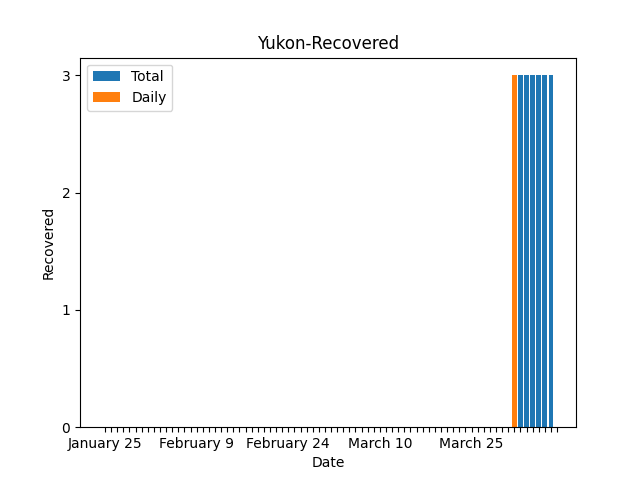 Yukon-Recovered
Total
Daily
Recovered
3
2
1
0
January 25 February 9 February 24 March 10 March 25
Date